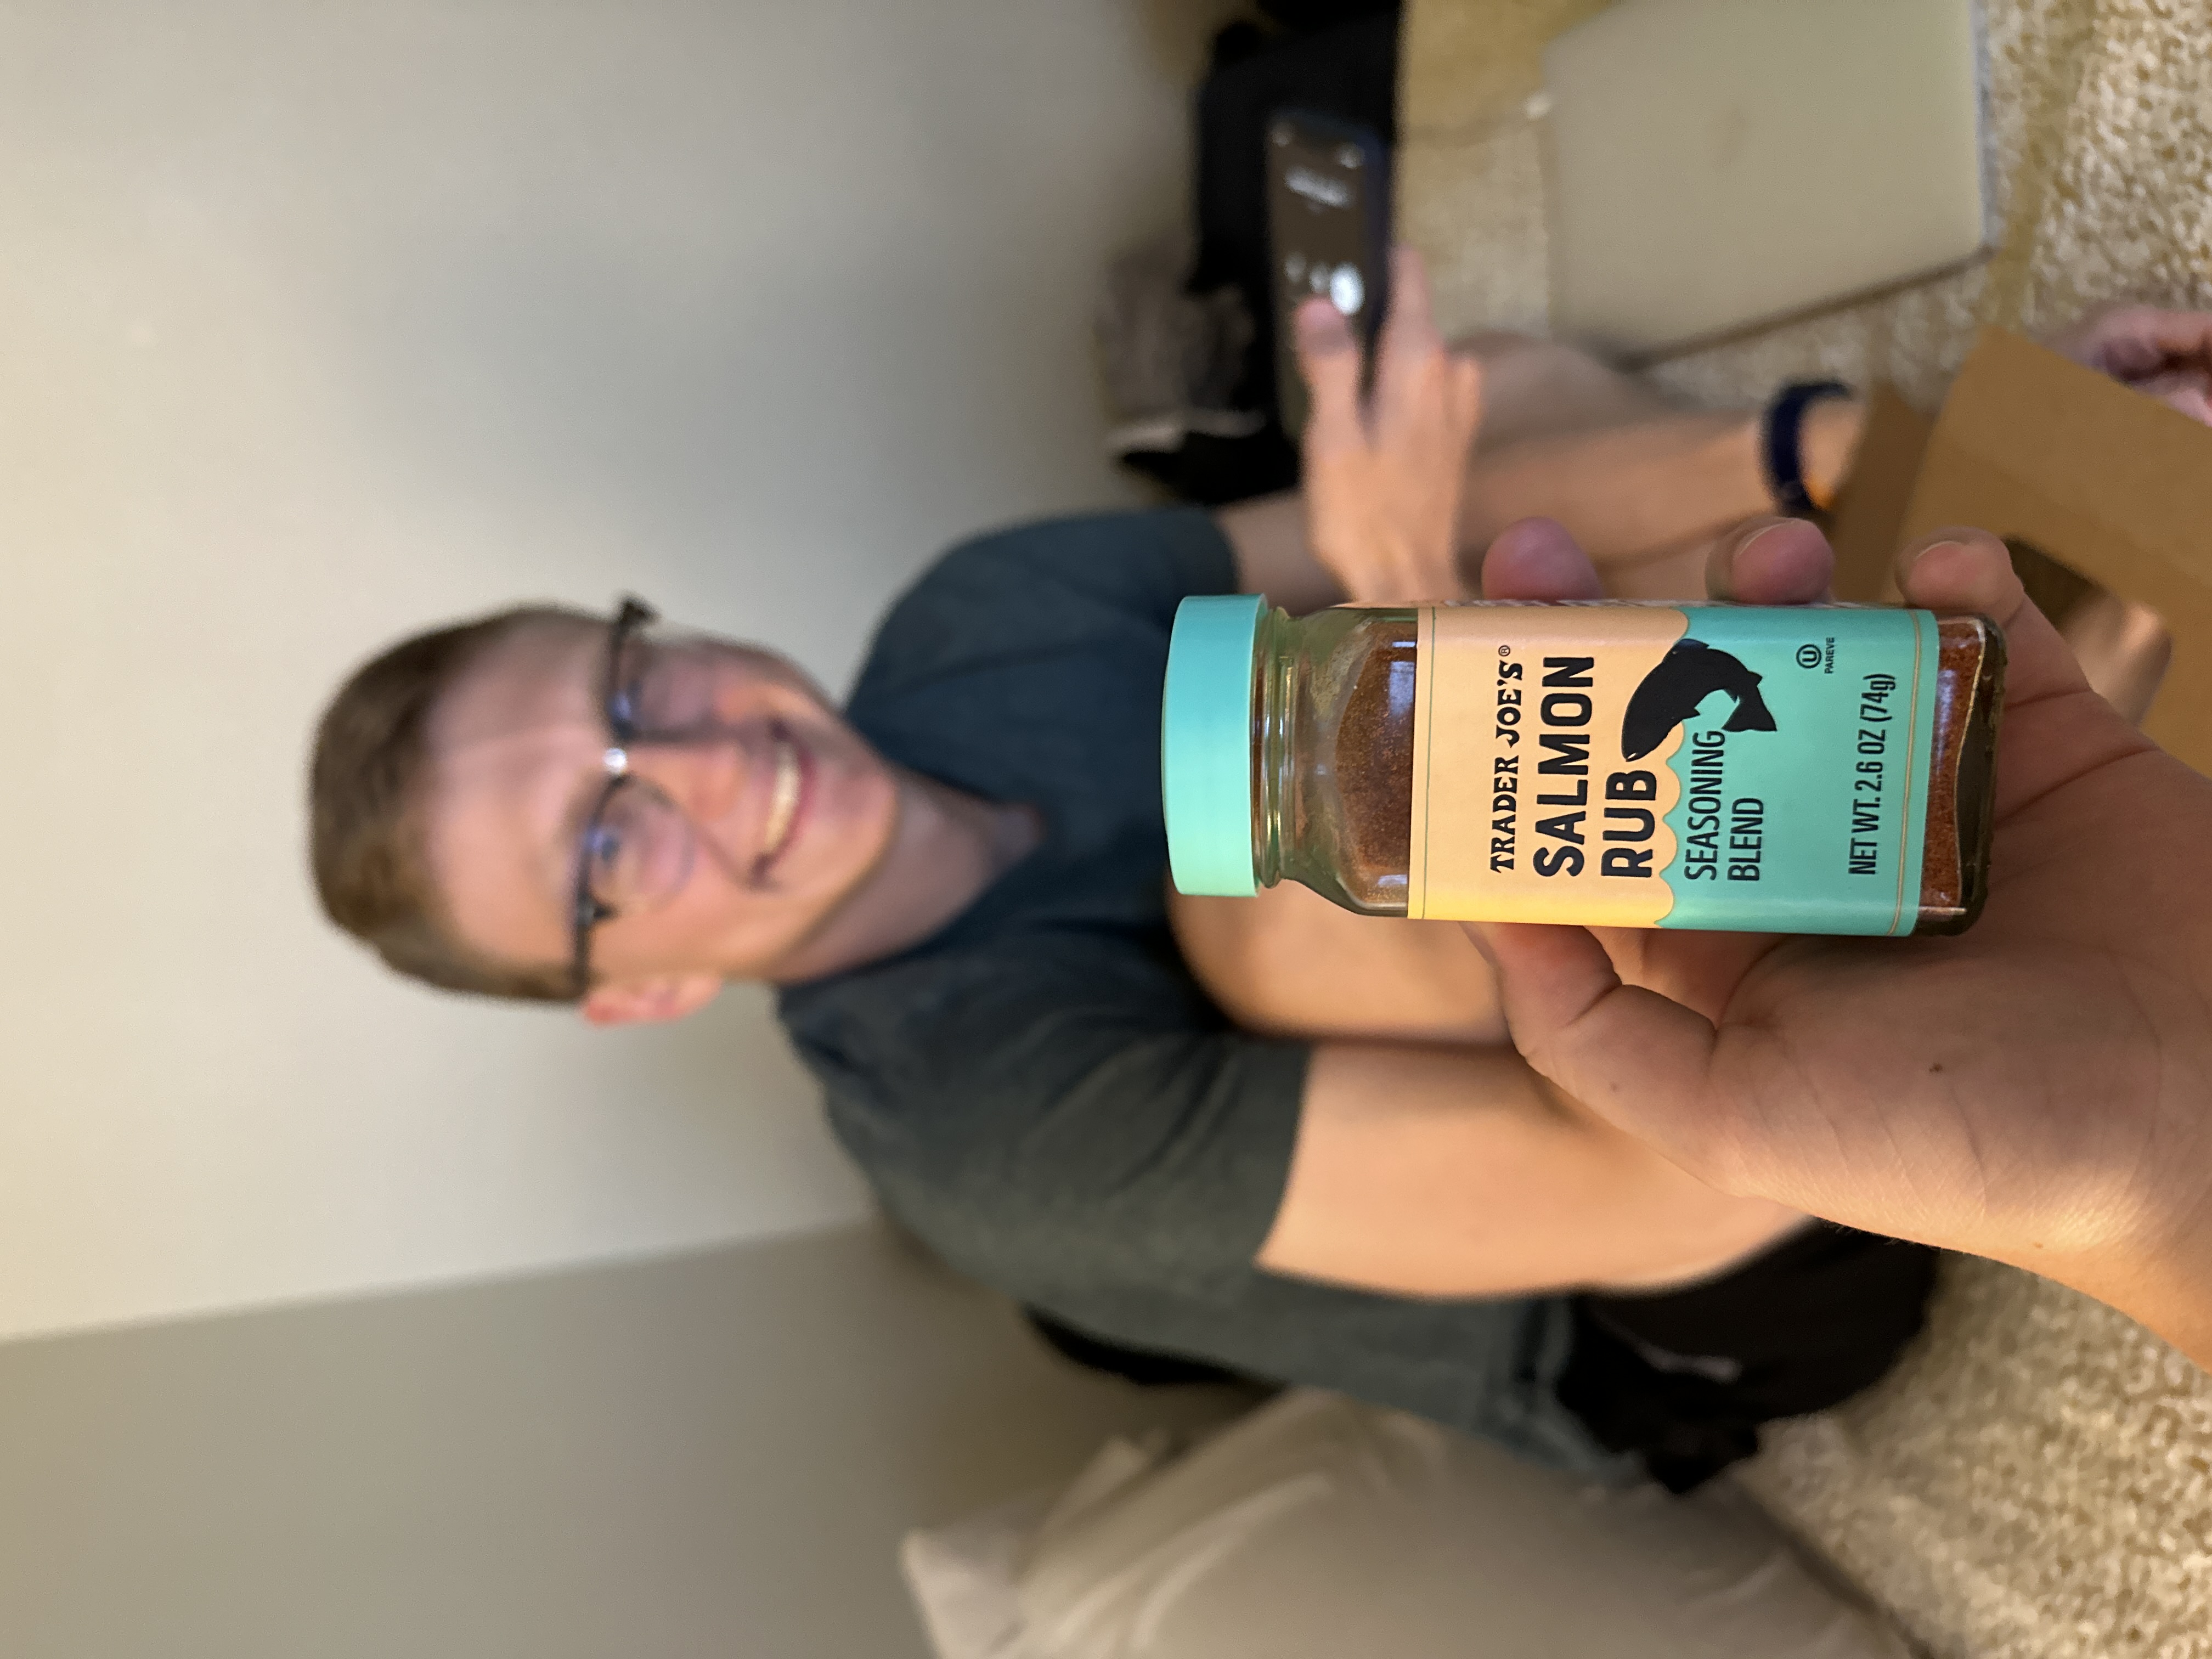 TRADER JOE'S®
SALMON
RUB
SEASONING
BLEND
U
PAREVE
NET WT. 2.6 OZ (74g)